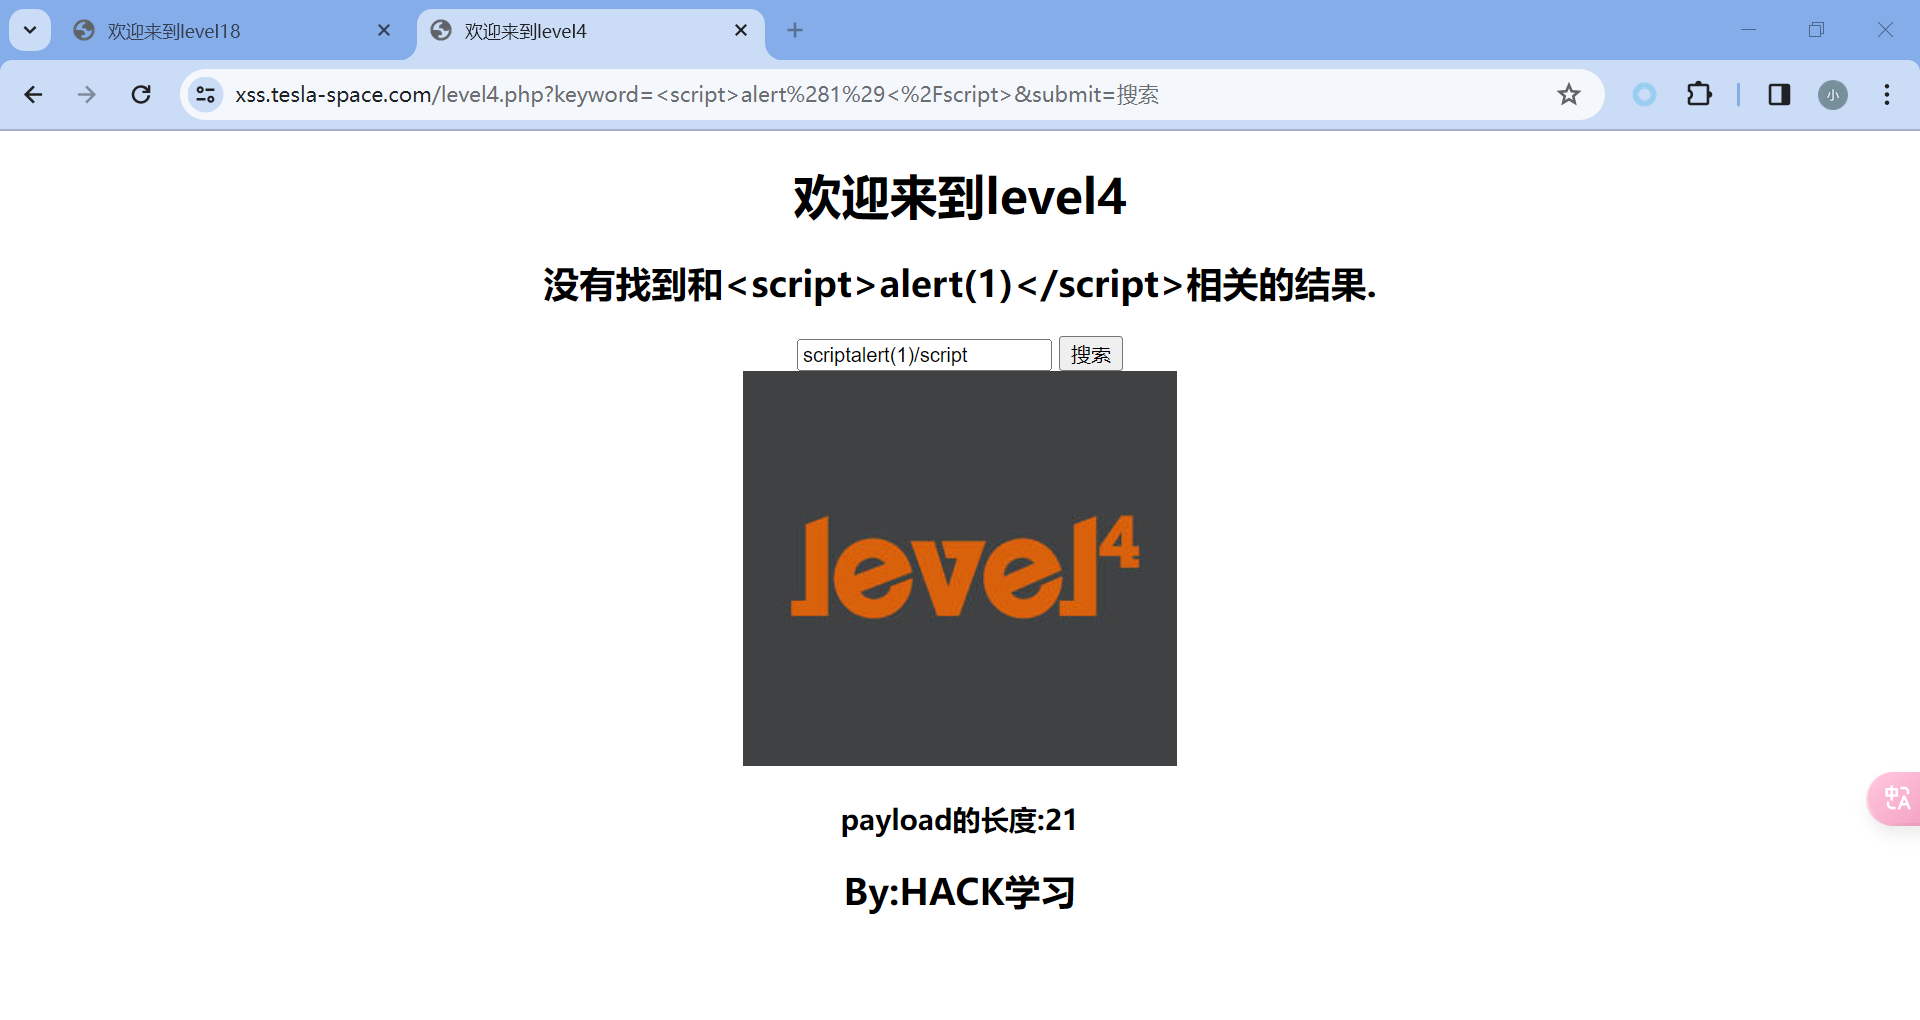 欢迎来到level18
欢迎来到level4
xss.tesla-space.com/level4.php?keyword=<script>alert%281%29<%2Fscript>&submit=搜索
小
欢迎来到level4
没有找到和<script>alert(1)</script>相关的结果.
scriptalert(1)/script
搜索
level4
payload的长度:21
By:HACK学习
中A